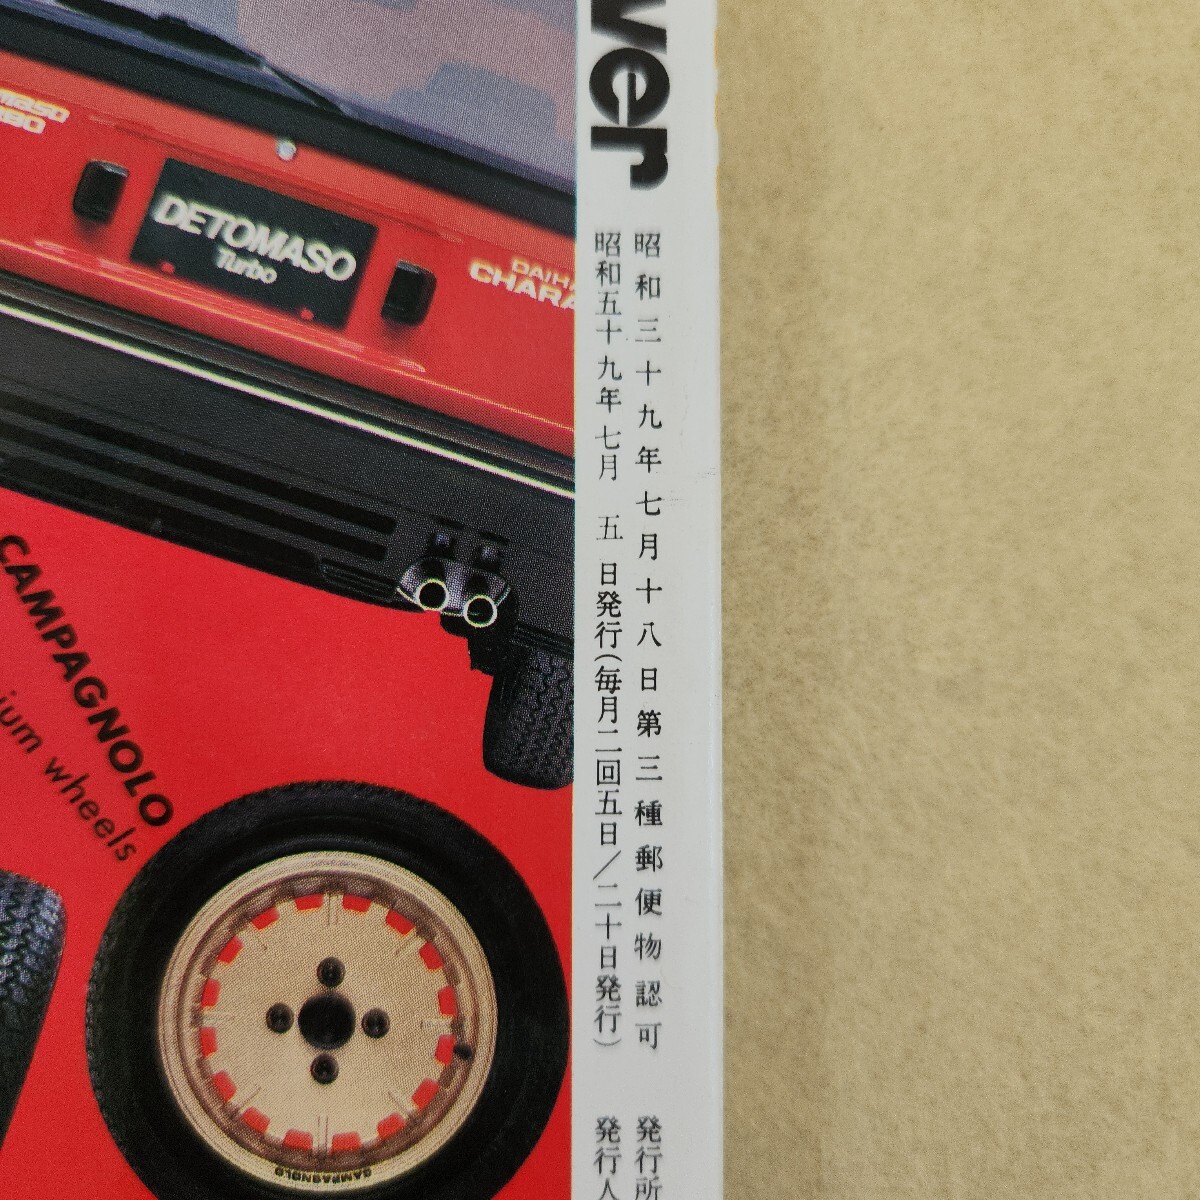 ver
昭和三十九年七月十八日第三種郵便物認可　発行所
昭和五十九年七月　五　日発行（毎月二回五日／二十日発行）　発行人
DETOMASO
Turbo
CAMPAGNOLO
wheels
CAMPAGNOLO